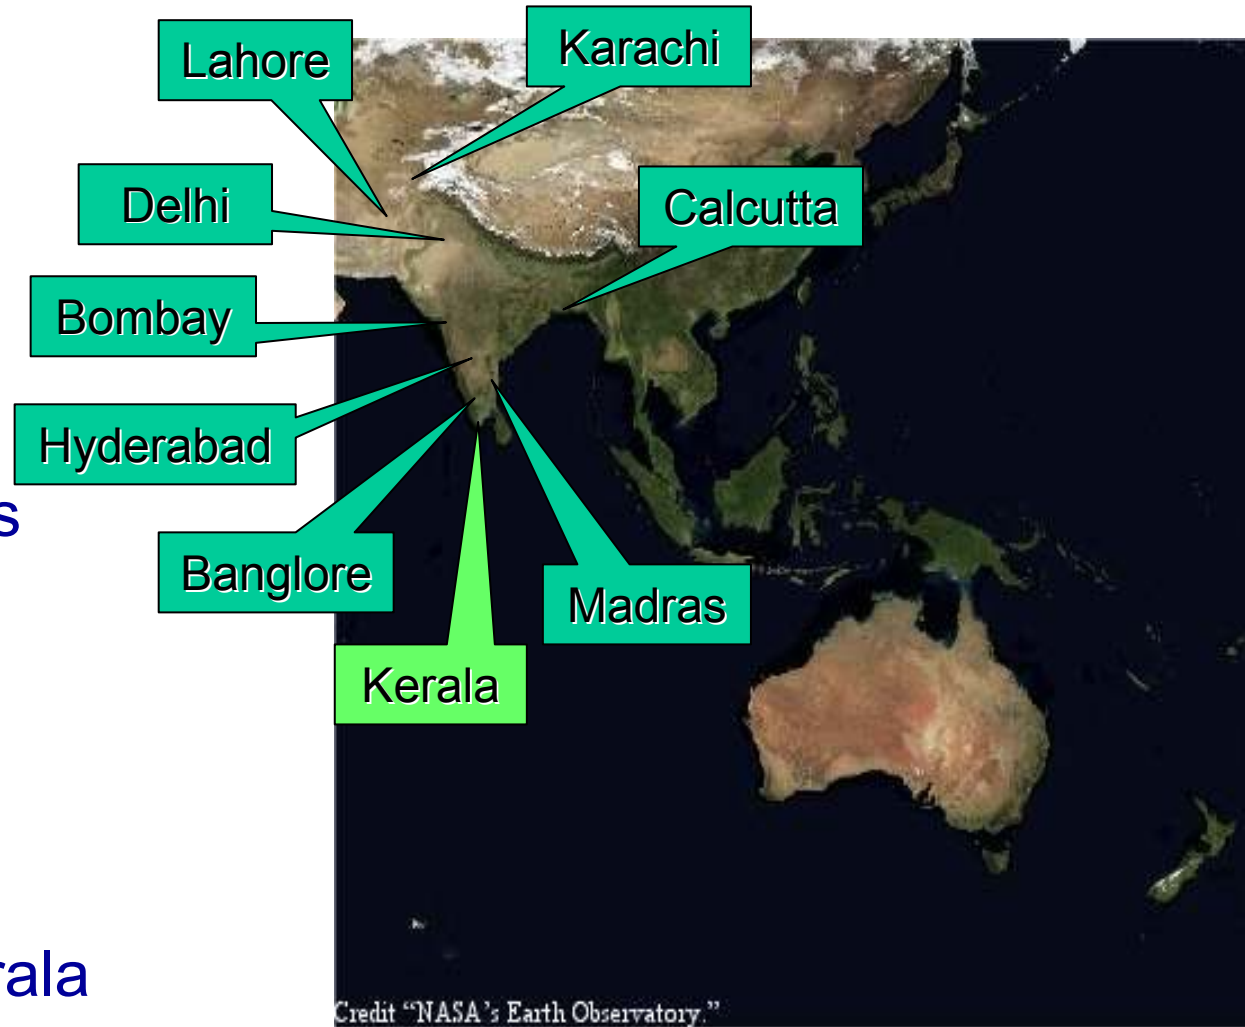 Lahore
Karachi
Delhi
Calcutta
Bombay
Hyderabad
s
Banglore
Madras
Kerala
rala
Credit “NASA’s Earth Observatory.”